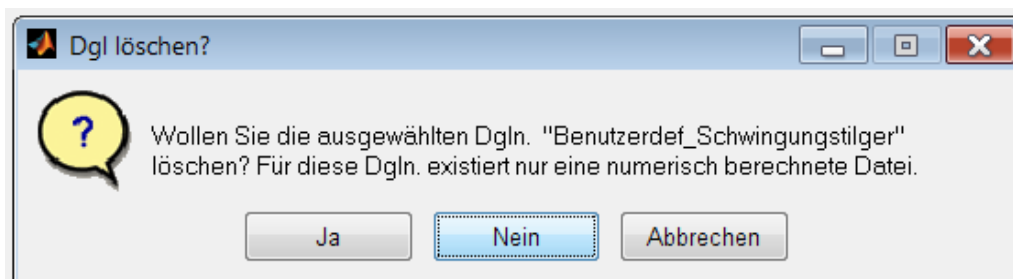 Dgl löschen?
?
Wollen Sie die ausgewählten Dgln. "Benutzerdef_Schwingungstilger"
löschen? Für diese Dgln. existiert nur eine numerisch berechnete Datei.
Ja Nein Abbrechen